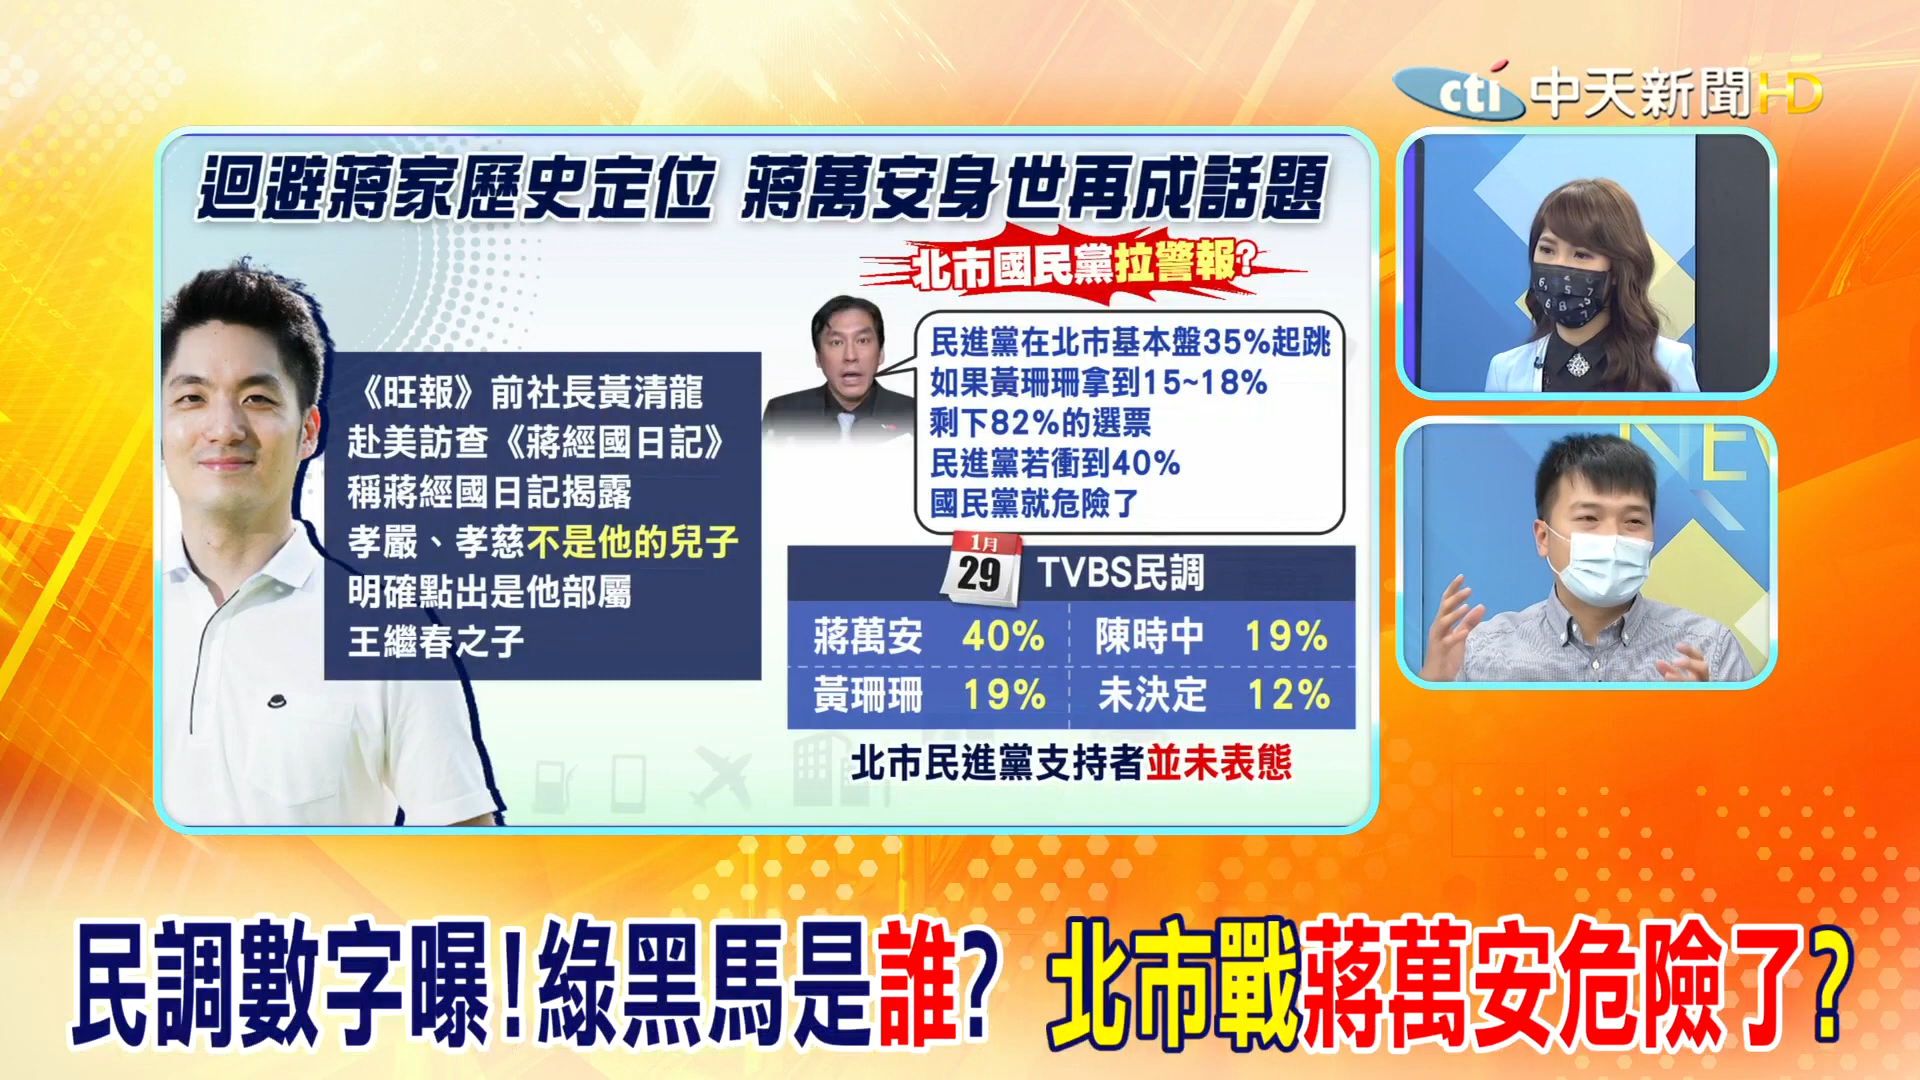 cti 中天新聞HD
迴避蔣家歷史定位 蔣萬安身世再成話題
《旺報》前社長黃清龍
赴美訪查《蔣經國日記》
稱蔣經國日記揭露
孝嚴、孝慈不是他的兒子
明確點出是他部屬
王繼春之子
北市國民黨拉警報?
民進黨在北市基本盤35%起跳
如果黃珊珊拿到15~18%
剩下82%的選票
民進黨若衝到40%
國民黨就危險了
1月
29
TVBS民調
蔣萬安 40% 陳時中 19%
黃珊珊 19% 未決定 12%
北市民進黨支持者並未表態
NEW
民調數字曝!綠黑馬是誰? 北市戰蔣萬安危險了?